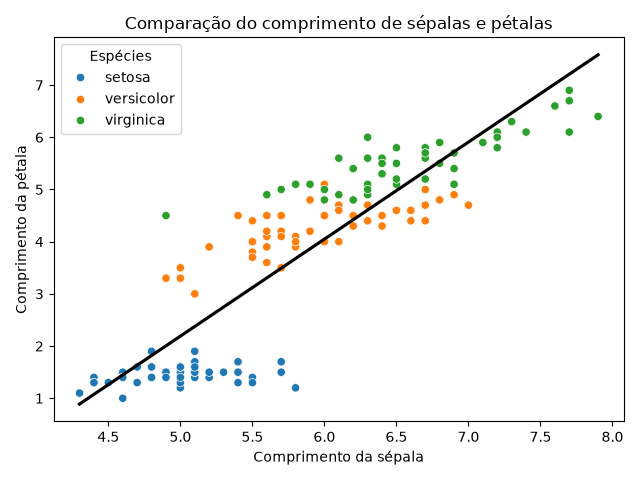 Comparação do comprimento de sépalas e pétalas
Espécies
setosa
versicolor
virginica
Comprimento da pétala
7
6
5
4
3
2
1
4.5 5.0 5.5 6.0 6.5 7.0 7.5 8.0
Comprimento da sépala